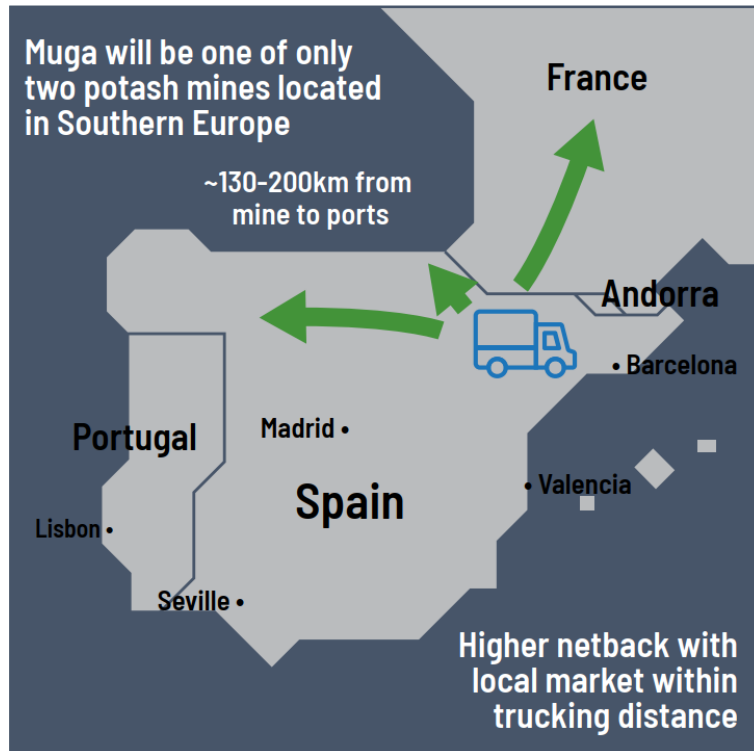 Muga will be one of only
two potash mines located
in Southern Europe
France
~130-200km from
mine to ports
Andorra
• Barcelona
Portugal
Madrid •
Spain
• Valencia
Lisbon •
Seville •
Higher netback with
local market within
trucking distance